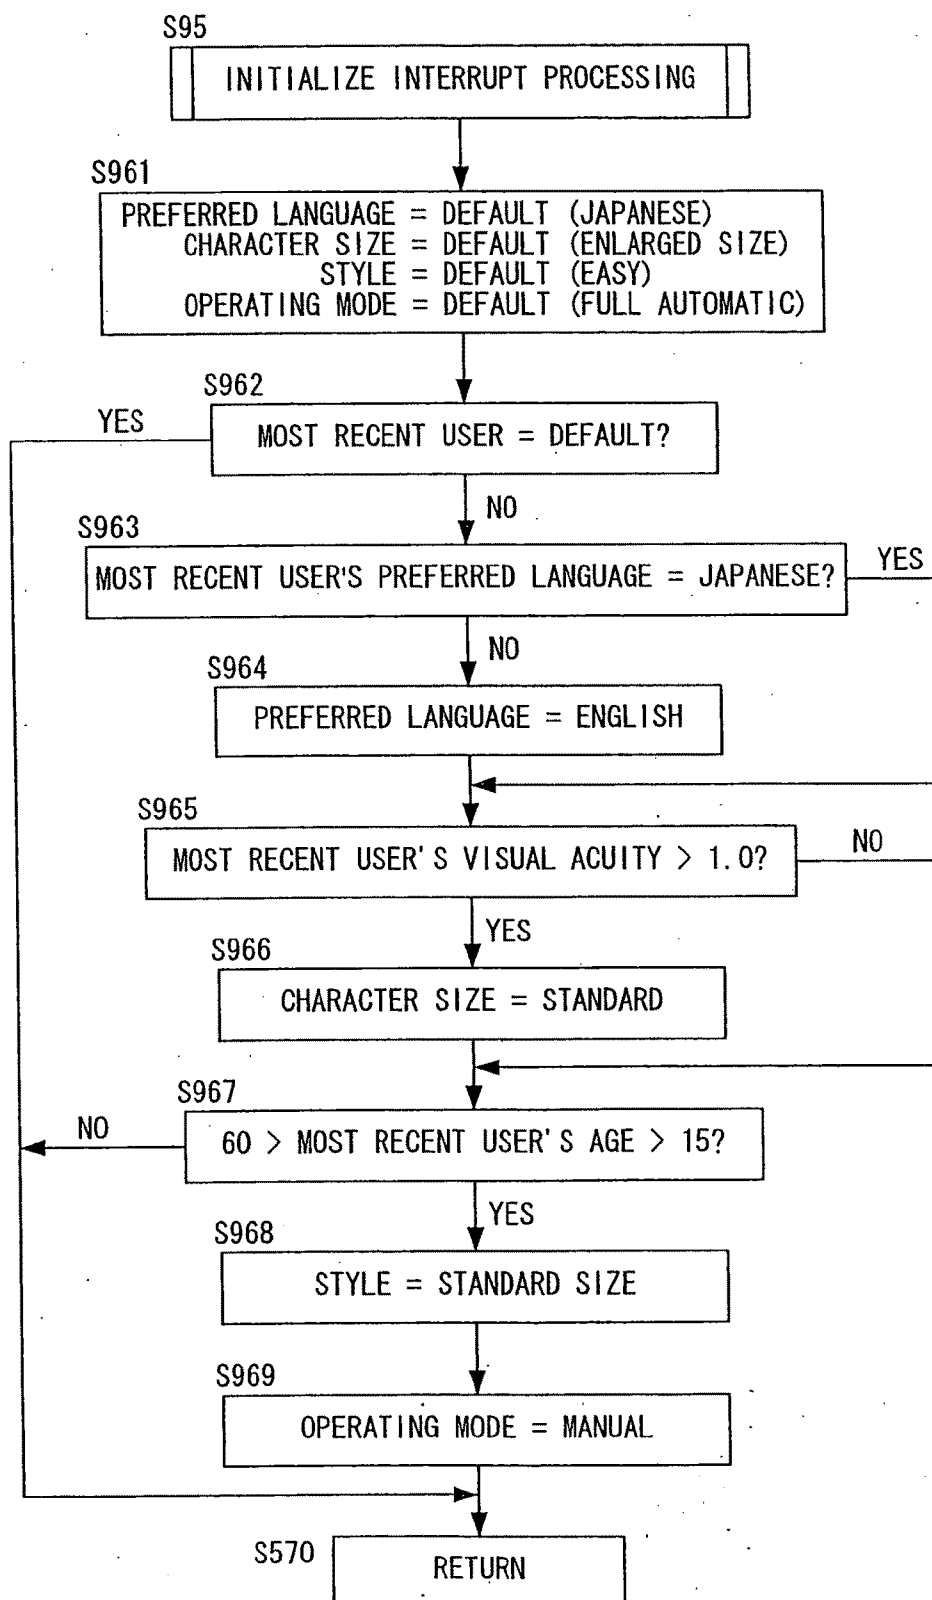 S95
INITIALIZE INTERRUPT PROCESSING
S961
PREFERRED LANGUAGE = DEFAULT (JAPANESE)
CHARACTER SIZE = DEFAULT (ENLARGED SIZE)
STYLE = DEFAULT (EASY)
OPERATING MODE = DEFAULT (FULL AUTOMATIC)
S962
YES
MOST RECENT USER = DEFAULT?
NO
S963
MOST RECENT USER'S PREFERRED LANGUAGE = JAPANESE?
YES
NO
S964
PREFERRED LANGUAGE = ENGLISH
S965
MOST RECENT USER'S VISUAL ACUITY > 1.0?
NO
YES
S966
CHARACTER SIZE = STANDARD
S967
NO
60 > MOST RECENT USER'S AGE > 15?
YES
S968
STYLE = STANDARD SIZE
S969
OPERATING MODE = MANUAL
S570
RETURN